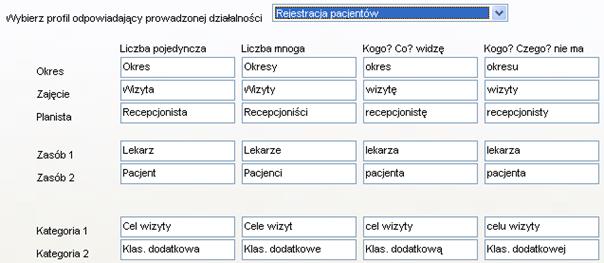 Wybierz profil odpowiadający prowadzonej działalności Rejestracja pacjentów
Liczba pojedyncza Liczba mnoga Kogo? Co? widzę Kogo? Czego? nie ma
Okres Okres Okresy okres okresu
Zajęcie Wizyta Wizyty wizytę wizyty
Planista Recepcjonista Recepcjoniści recepcjonistę recepcjonisty
Zasób 1 Lekarz Lekarze lekarza lekarza
Zasób 2 Pacjent Pacjenci pacjenta pacjenta
Kategoria 1 Cel wizyty Cele wizyt cel wizyty celu wizyty
Kategoria 2 Klas. dodatkowa Klas. dodatkowe Klas. dodatkową Klas. dodatkowej